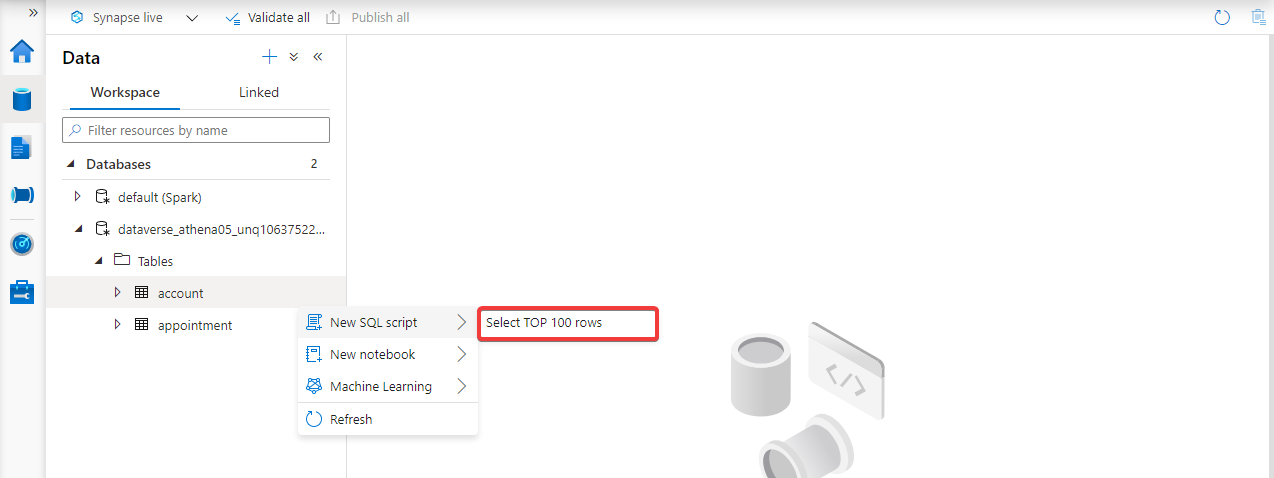 »
Synapse live
Validate all
Publish all
Data
Workspace
Linked
Filter resources by name
Databases 2
default (Spark)
dataverse_athena05_unq10637522...
Tables
account
appointment
New SQL script
Select TOP 100 rows
New notebook
Machine Learning
Refresh